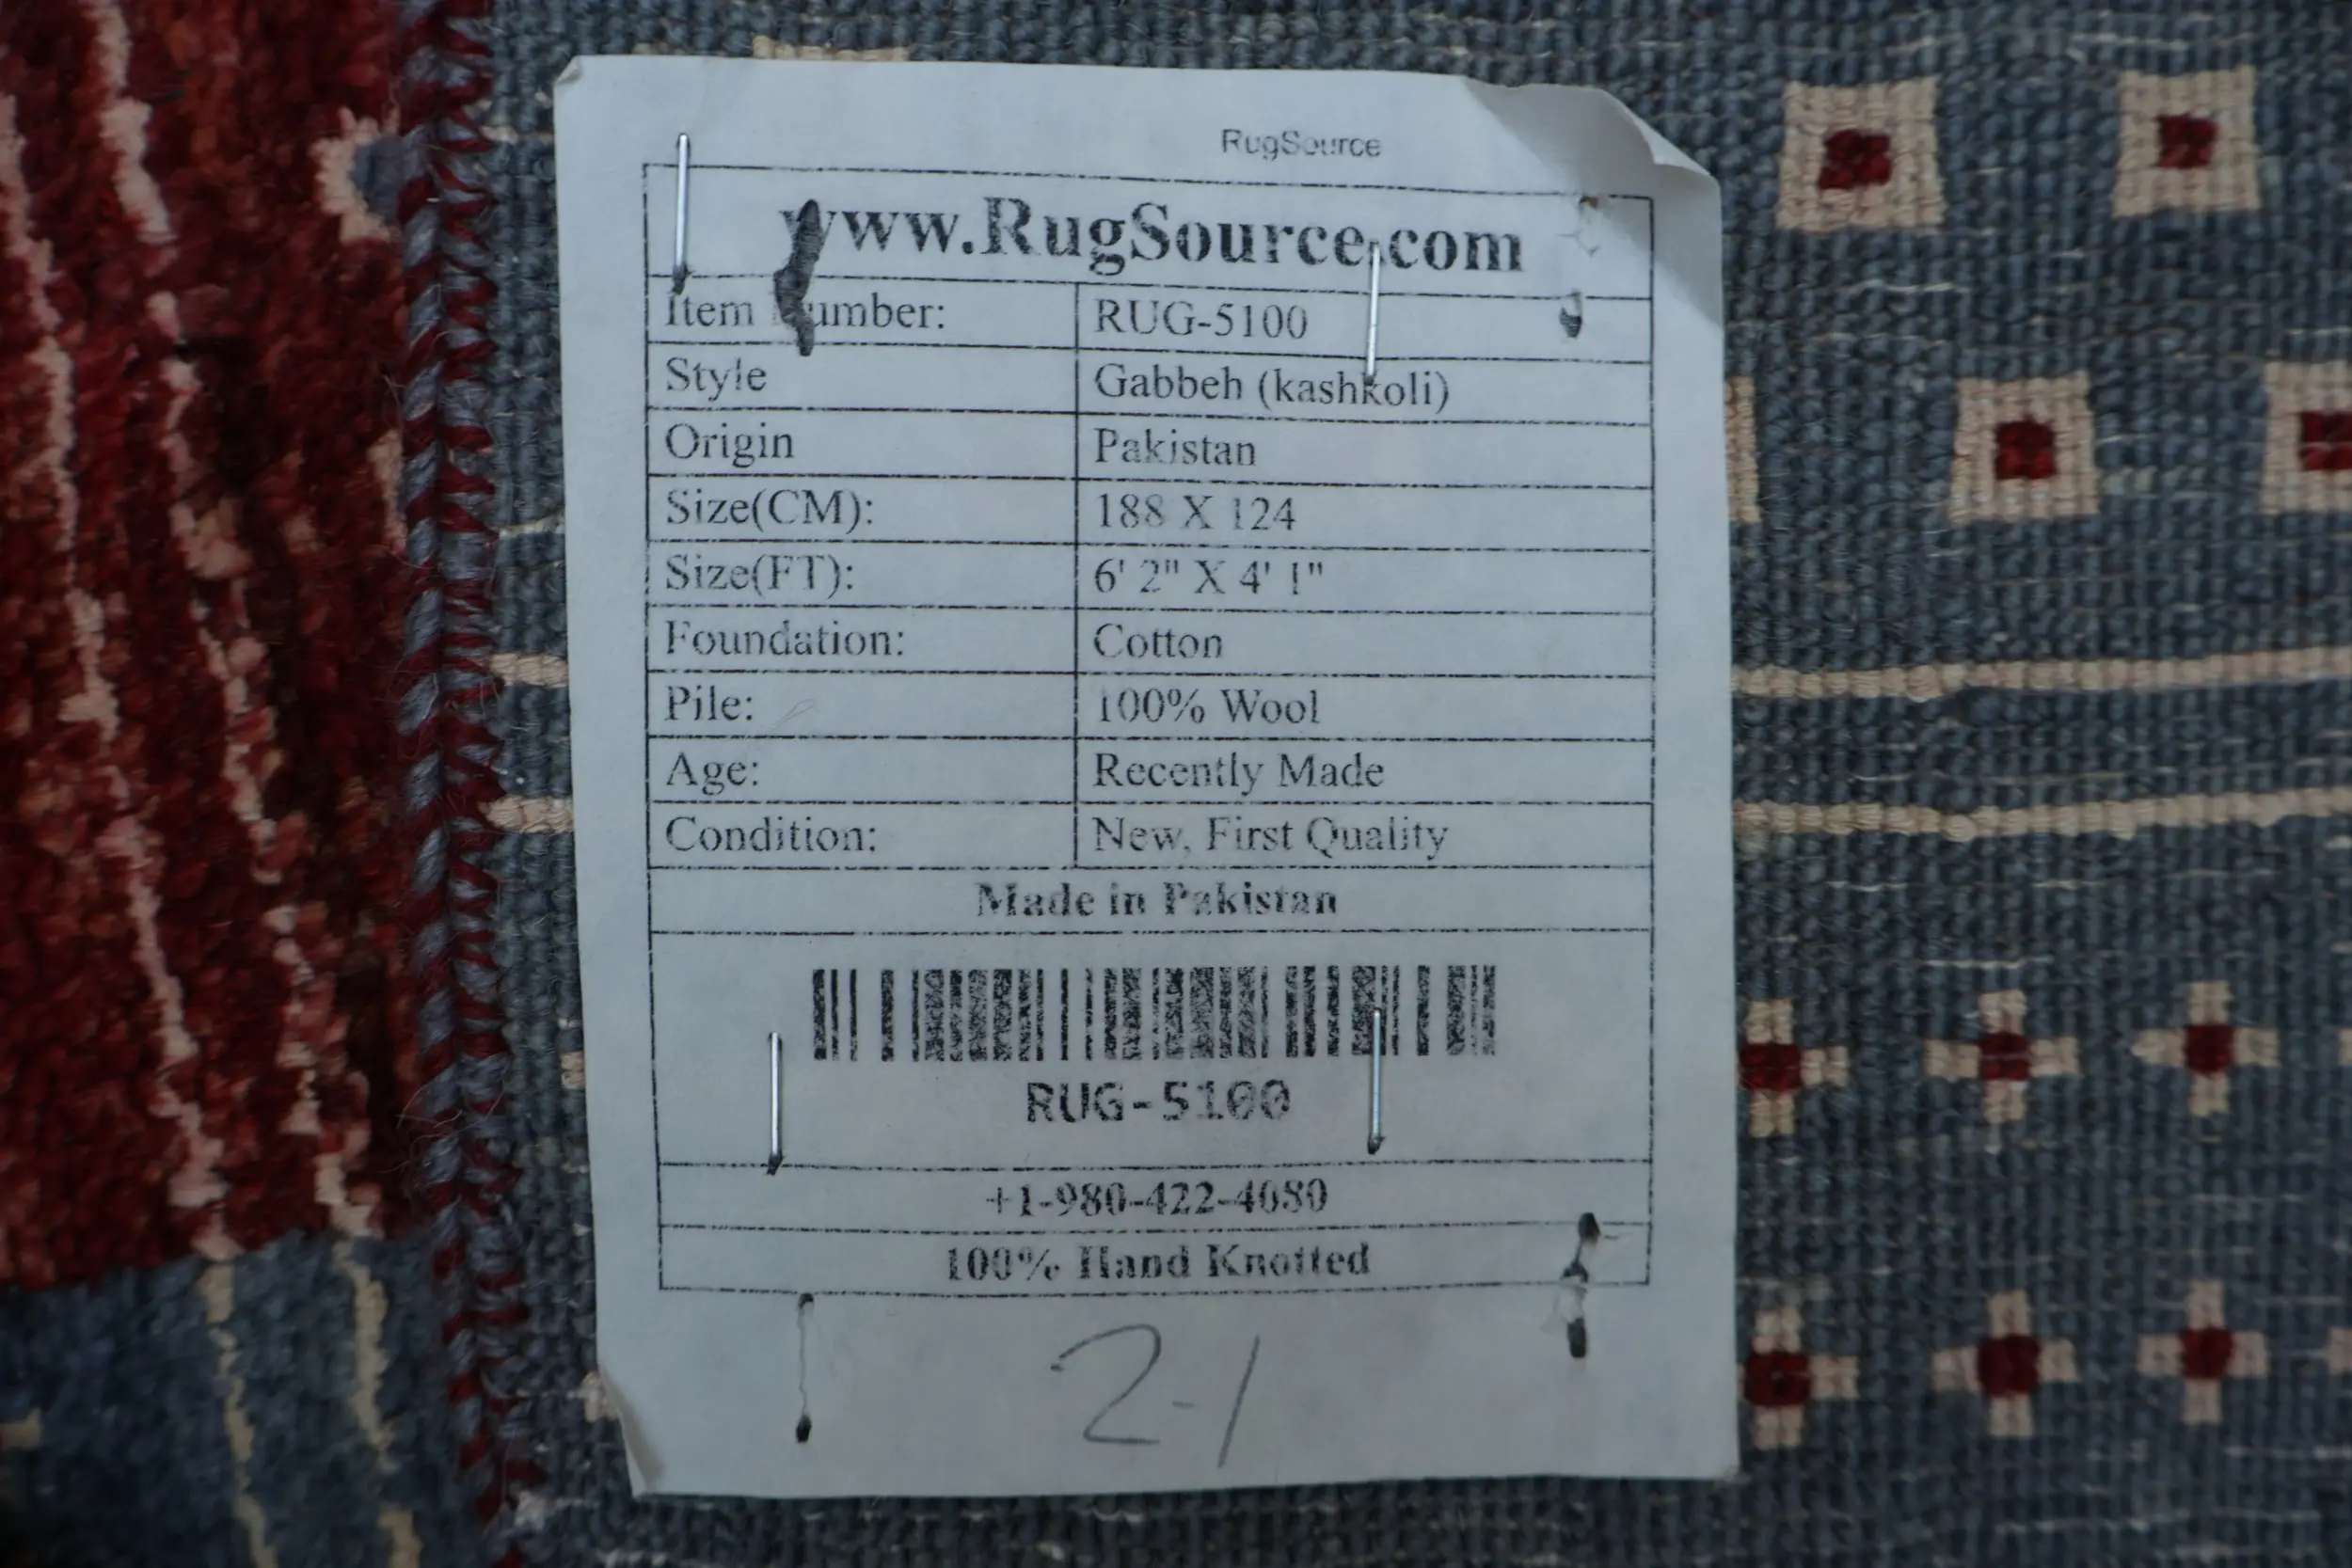 RugSource
www.RugSource.com
Item Number: RUG-5100
Style Gabbeh (kashkoli)
Origin Pakistan
Size(CM): 188 X 124
Size(FT): 6' 2" X 4' 1"
Foundation: Cotton
Pile: 100% Wool
Age: Recently Made
Condition: New, First Quality
Made in Pakistan
RUG-5100
+1-980-422-4080
100% Hand Knotted
2-1